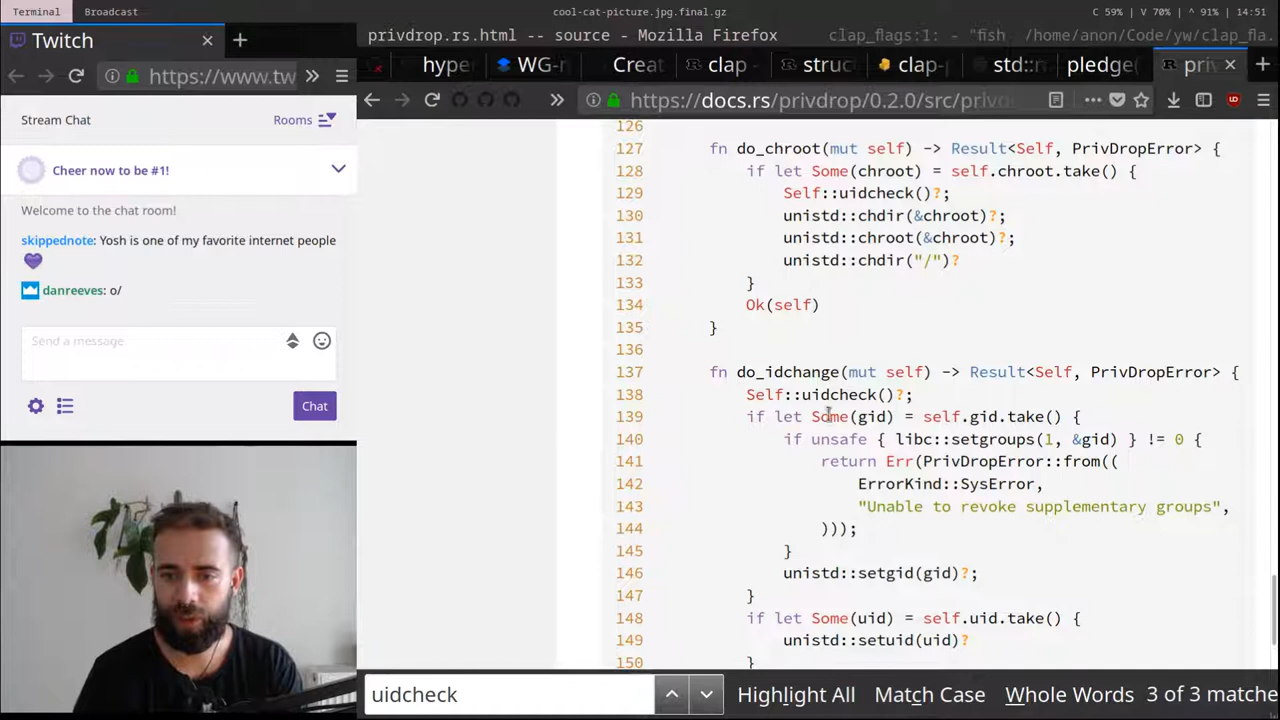 Terminal Broadcast
cool-cat-picture.jpg.final.gz
C 59% | V 70% | ^ 91% | 14:51
Twitch
privdrop.rs.html -- source - Mozilla Firefox
clap_flags:1: - "fish /home/anon/Code/yw/clap_fla.
hype
WG-r
Creat
clap
struc
clap-
std::
pledge
priv
https://www.tw
https://docs.rs/privdrop/0.2.0/src/privdrop
Stream Chat
Rooms
Cheer now to be #1!
Welcome to the chat room!
skippednote: Yosh is one of my favorite internet people
danreeves: o/
Send a message
Chat
126
127 fn do_chroot(mut self) -> Result<Self, PrivDropError> {
128 if let Some(chroot) = self.chroot.take() {
129 Self::uidcheck()?;
130 unistd::chdir(&chroot)?;
131 unistd::chroot(&chroot)?;
132 unistd::chdir("/")?
133 }
134 Ok(self)
135 }
136
137 fn do_idchange(mut self) -> Result<Self, PrivDropError> {
138 Self::uidcheck()?;
139 if let Some(gid) = self.gid.take() {
140 if unsafe { libc::setgroups(1, &gid) } != 0 {
141 return Err(PrivDropError::from((
142 ErrorKind::SysError,
143 "Unable to revoke supplementary groups",
144 )));
145 }
146 unistd::setgid(gid)?;
147 }
148 if let Some(uid) = self.uid.take() {
149 unistd::setuid(uid)?
150 }
uidcheck
Highlight All Match Case Whole Words 3 of 3 matche